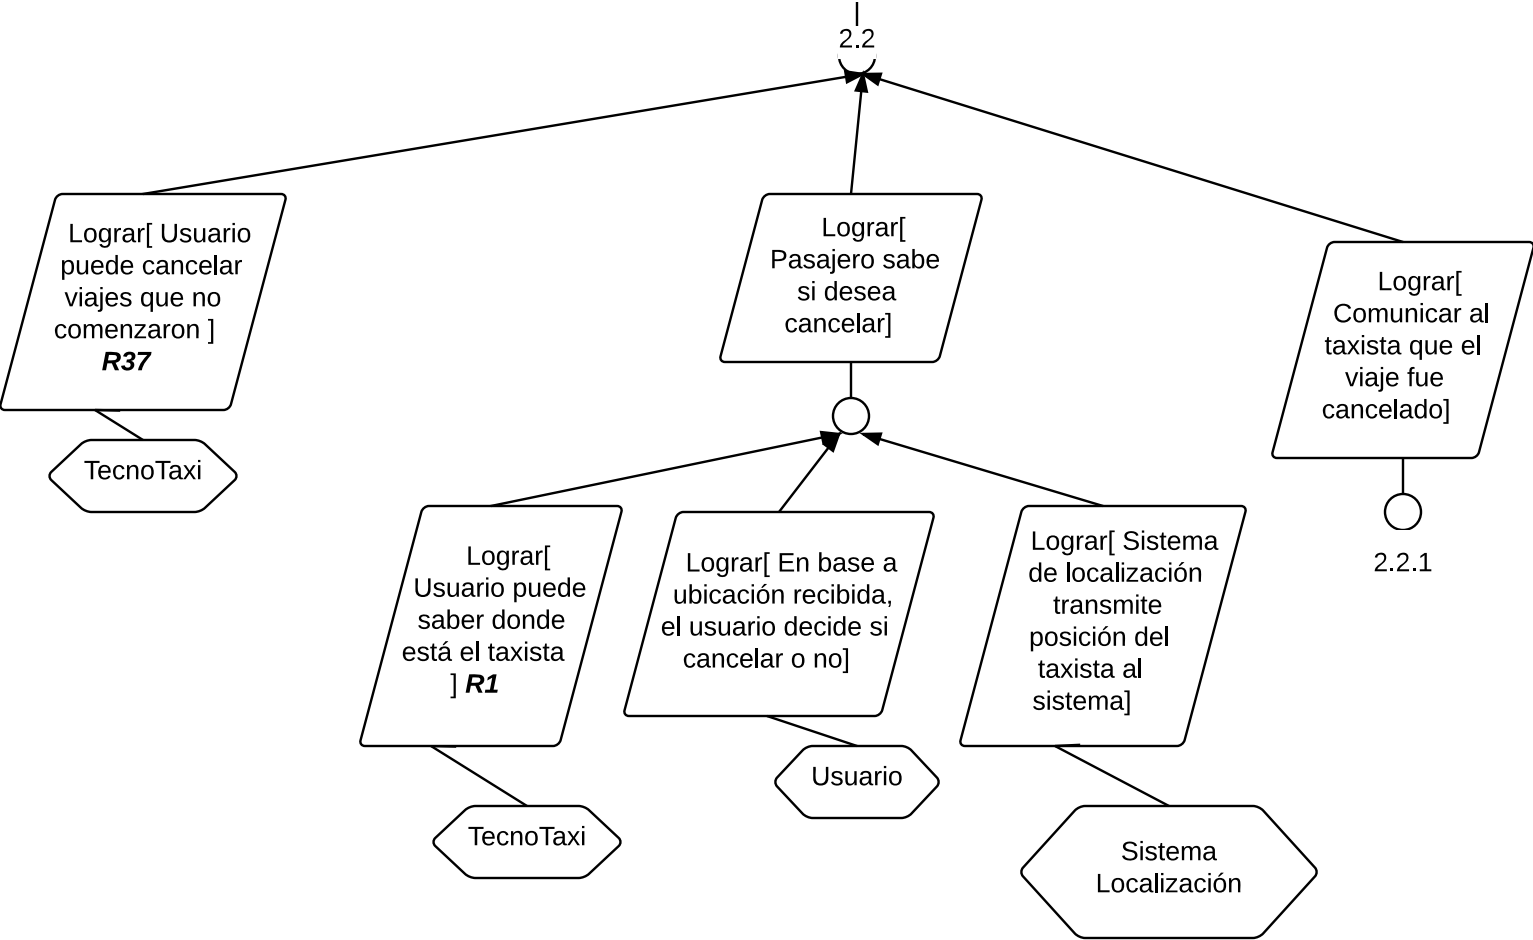 2.2
Lograr[ Usuario
puede cancelar
viajes que no
comenzaron ]
R37
TecnoTaxi
Lograr[
Pasajero sabe
si desea
cancelar]
Lograr[
Comunicar al
taxista que el
viaje fue
cancelado]
2.2.1
Lograr[
Usuario puede
saber donde
está el taxista
] R1
TecnoTaxi
Lograr[ En base a
ubicación recibida,
el usuario decide si
cancelar o no]
Usuario
Lograr[ Sistema
de localización
transmite
posición del
taxista al
sistema]
Sistema
Localización